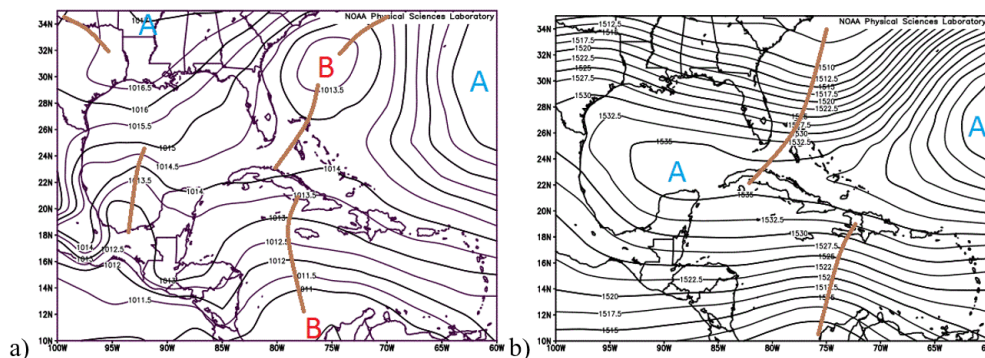 NOAA Physical Sciences Laboratory
34N
32N
30N
28N
26N
24N
22N
20N
18N
16N
14N
12N
10N
100W 95W 90W 85W 80W 75W 70W 65W 60W
A
B
A
B
1016.5
1016
1015.5
1015
1014.5
1013.5
1013.5
1014
1013.5
1013
1012.5
1012
1011.5
1011
1014
1013
1012.5
1012
1011.5
1013
a)
NOAA Physical Sciences Laboratory
34N
32N
30N
28N
26N
24N
22N
20N
18N
16N
14N
12N
10N
100W 95W 90W 85W 80W 75W 70W 65W
A
A
1512.5
1515
1517.5
1520
1522.5
1525
1527.5
1530
1532.5
1535
1510
1512.5
1515
1517.5
1520
1522.5
1525
1527.5
1530
1532.5
1535
1532.5
1530
1527.5
1525
1522.5
1520
1517.5
1515
1522.5
1520
1517.5
1515
b)